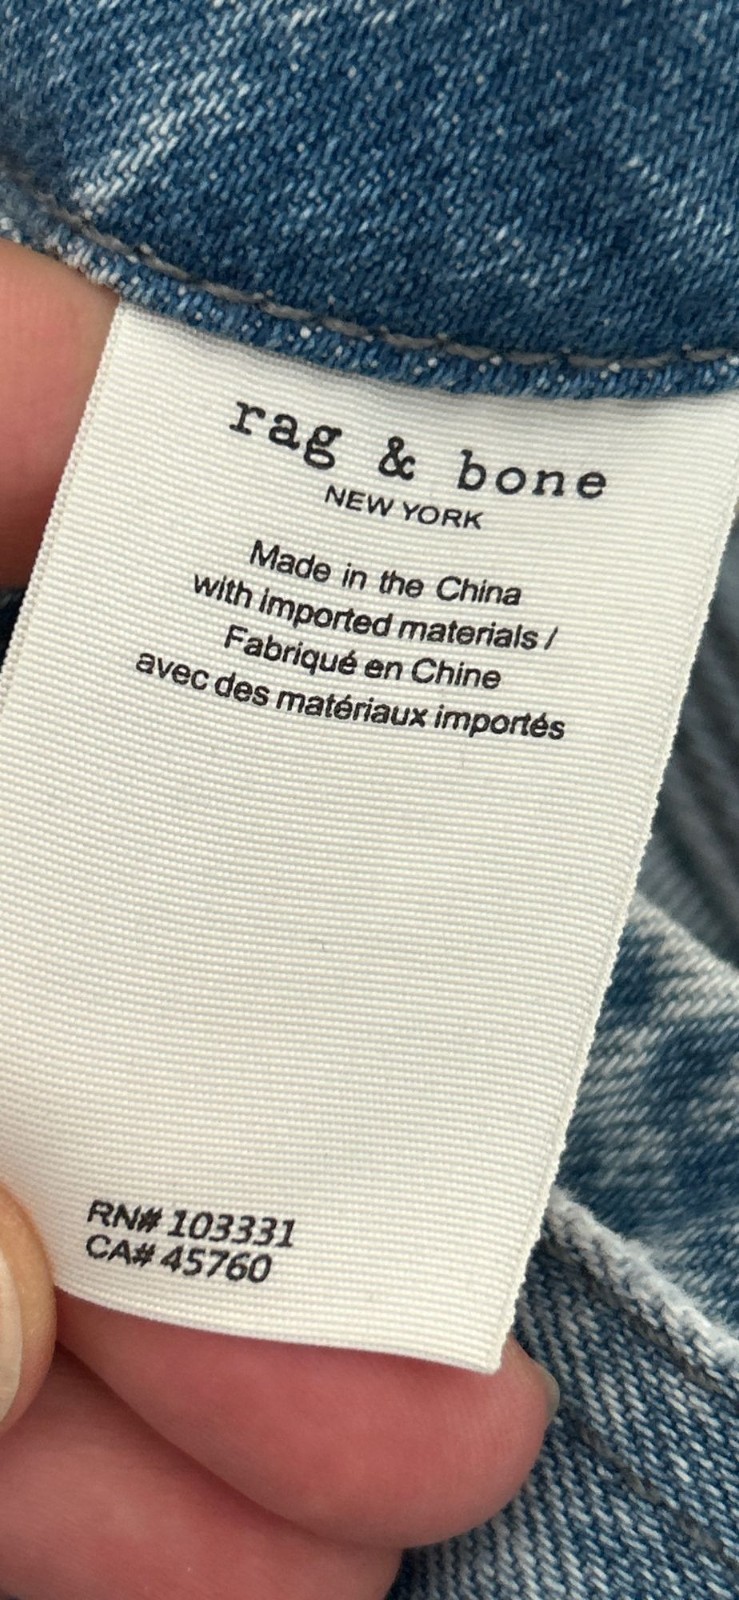 rag & bone
NEW YORK
Made in the China
with imported materials /
Fabriqué en Chine
avec des matériaux importés
RN# 103331
CA# 45760